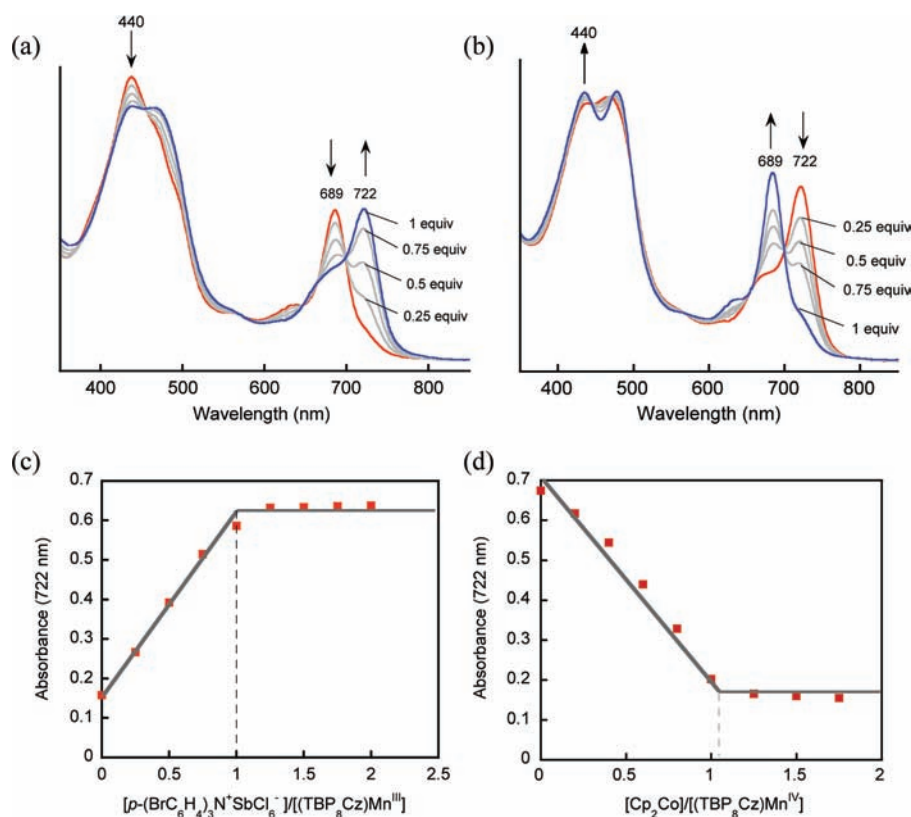 (a)
440
689 722
1 equiv
0.75 equiv
0.5 equiv
0.25 equiv
400 500 600 700 800
Wavelength (nm)
(b)
440
689 722
0.25 equiv
0.5 equiv
0.75 equiv
1 equiv
400 500 600 700 800
Wavelength (nm)
(c)
Absorbance (722 nm)
0.7
0.6
0.5
0.4
0.3
0.2
0.1
0
0 0.5 1 1.5 2 2.5
[p-(BrC₆H₄)₃N⁺SbCl₆⁻]/[(TBP₈Cz)Mnᴵᴵᴵ]
(d)
Absorbance (722 nm)
0.7
0.6
0.5
0.4
0.3
0.2
0.1
0
0 0.5 1 1.5 2
[Cp₂Co]/[(TBP₈Cz)Mnᴵⱽ]